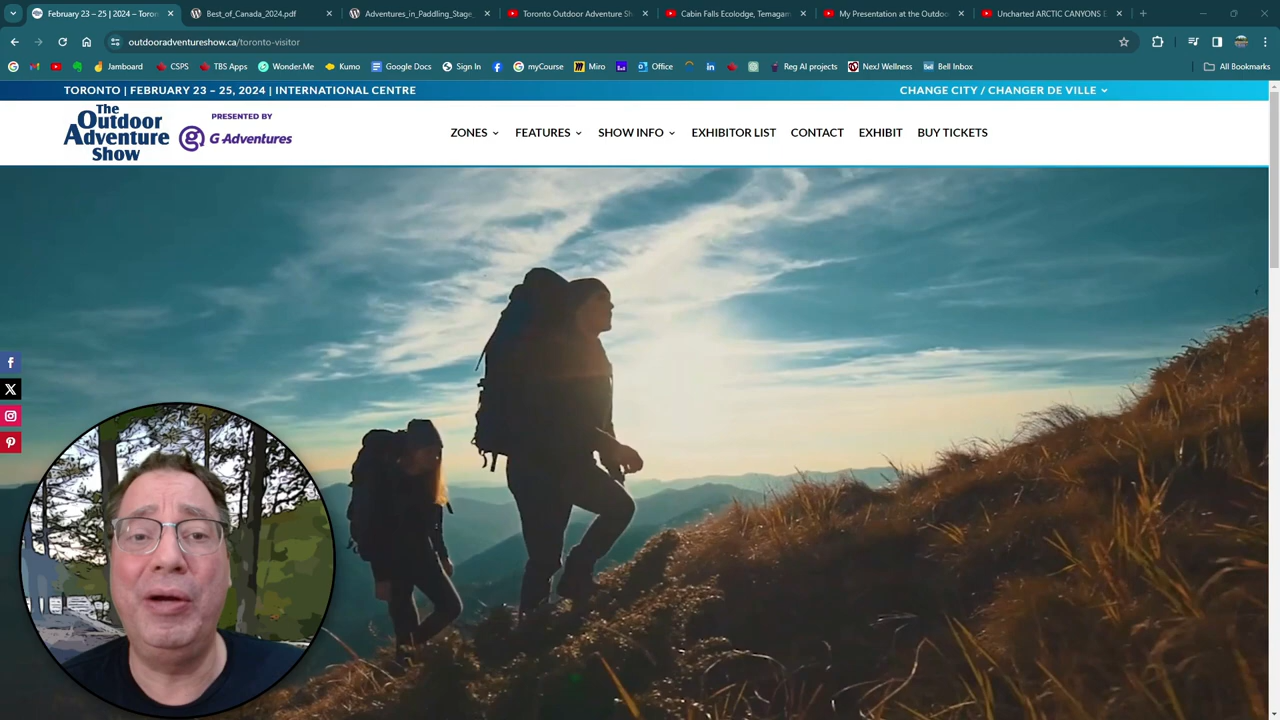 February 23 – 25 | 2024 – Toron
Best_of_Canada_2024.pdf
Adventures_in_Paddling_Stage_
Toronto Outdoor Adventure Sh
Cabin Falls Ecolodge, Temagam
My Presentation at the Outdoo
Uncharted ARCTIC CANYONS E
outdooradventureshow.ca/toronto-visitor
Jamboard
CSPS
TBS Apps
Wonder.Me
Kumo
Google Docs
Sign In
myCourse
Miro
Office
Reg AI projects
NexJ Wellness
Bell Inbox
All Bookmarks
TORONTO | FEBRUARY 23 – 25, 2024 | INTERNATIONAL CENTRE
CHANGE CITY / CHANGER DE VILLE
The
Outdoor
Adventure
Show
PRESENTED BY
G Adventures
ZONES
FEATURES
SHOW INFO
EXHIBITOR LIST
CONTACT
EXHIBIT
BUY TICKETS